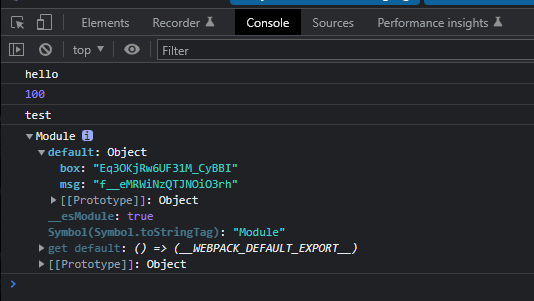 Elements Recorder Console Sources Performance insights
top Filter
hello
100
test
Module i
default: Object
box: "Eq3OKjRw6UF31M_CyBBI"
msg: "f__eMRWiNzQTJNOiO3rh"
[[Prototype]]: Object
__esModule: true
Symbol(Symbol.toStringTag): "Module"
get default: () => (__WEBPACK_DEFAULT_EXPORT__)
[[Prototype]]: Object